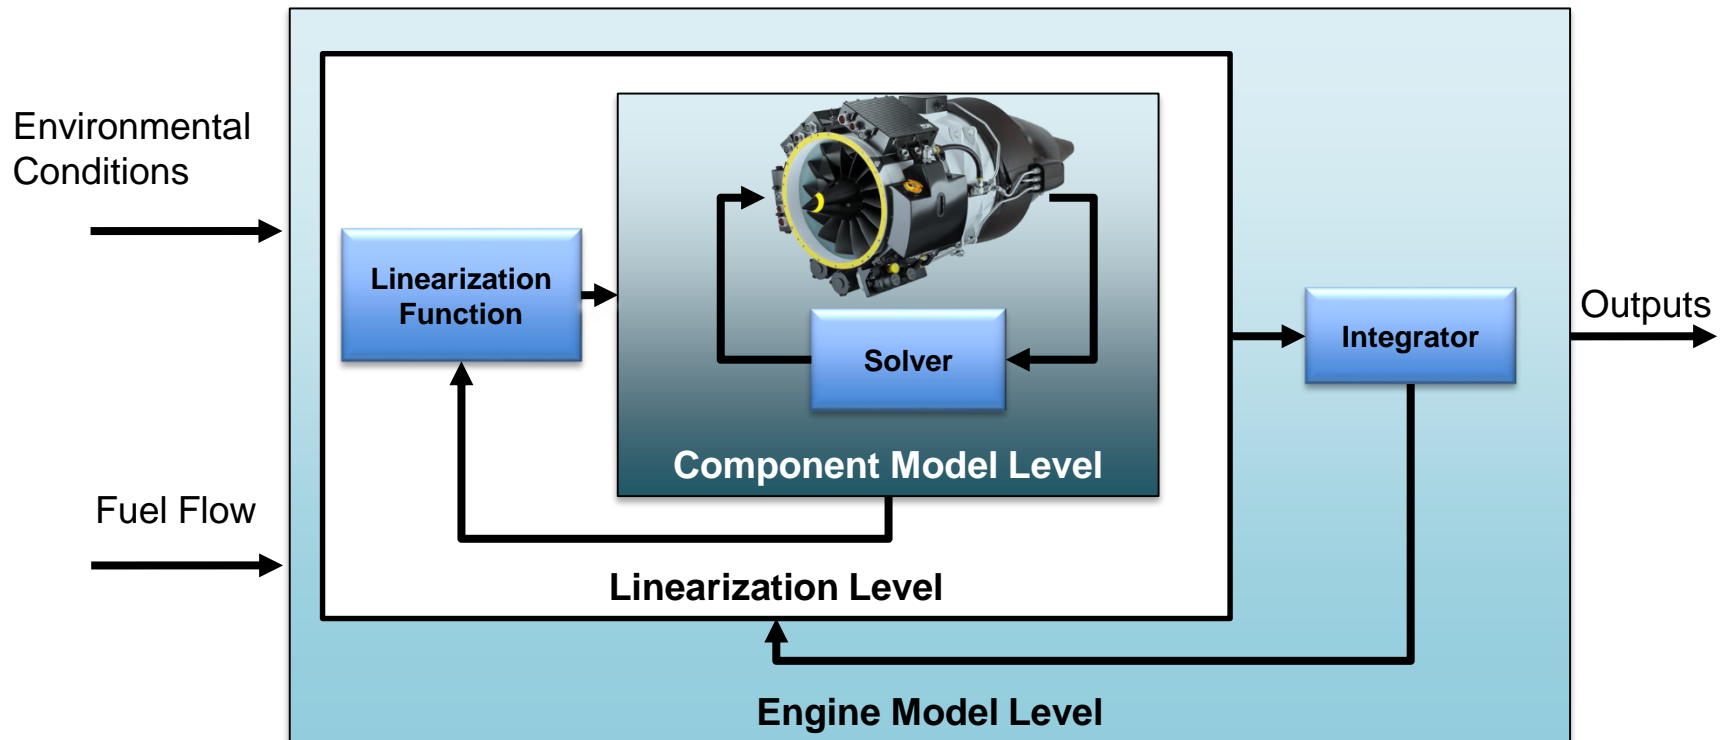 Environmental
Conditions
Linearization
Function
Solver
Component Model Level
Integrator
Outputs
Fuel Flow
Linearization Level
Engine Model Level